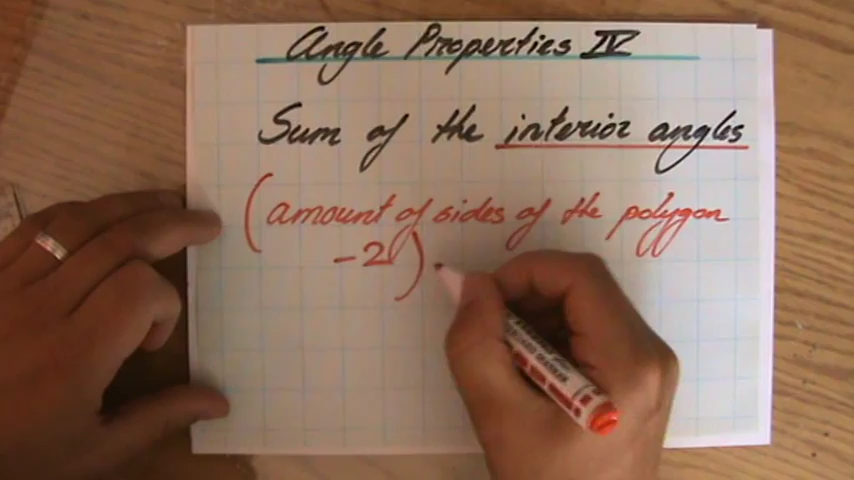 Angle Properties IV
Sum of the interior angles
(amount of sides of the polygon
-2)